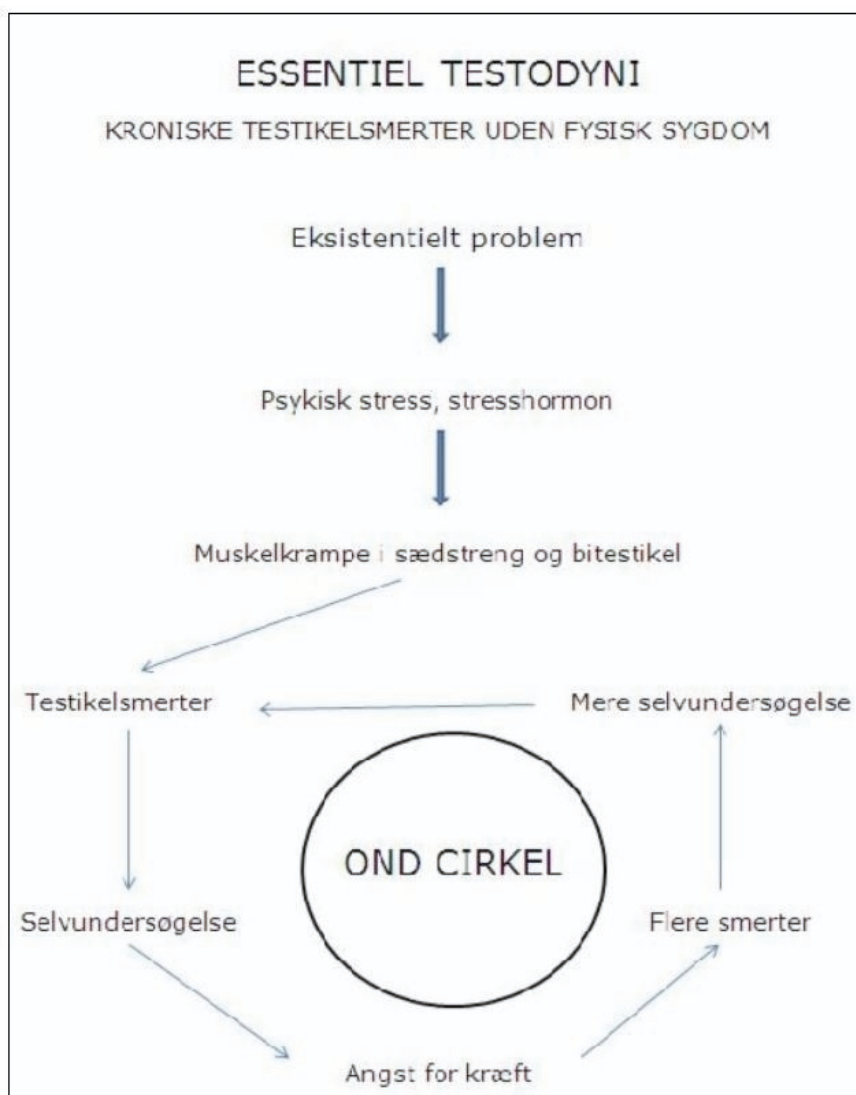 ESSENTIEL TESTODYNI
KRONISKE TESTIKELSMERTER UDEN FYSISK SYGDOM
Eksistentielt problem
Psykisk stress, stresshormon
Muskelkrampe i sædstreng og bitestikel
Testikelsmerter
Mere selvundersøgelse
OND CIRKEL
Selvundersøgelse
Flere smerter
Angst for kræft